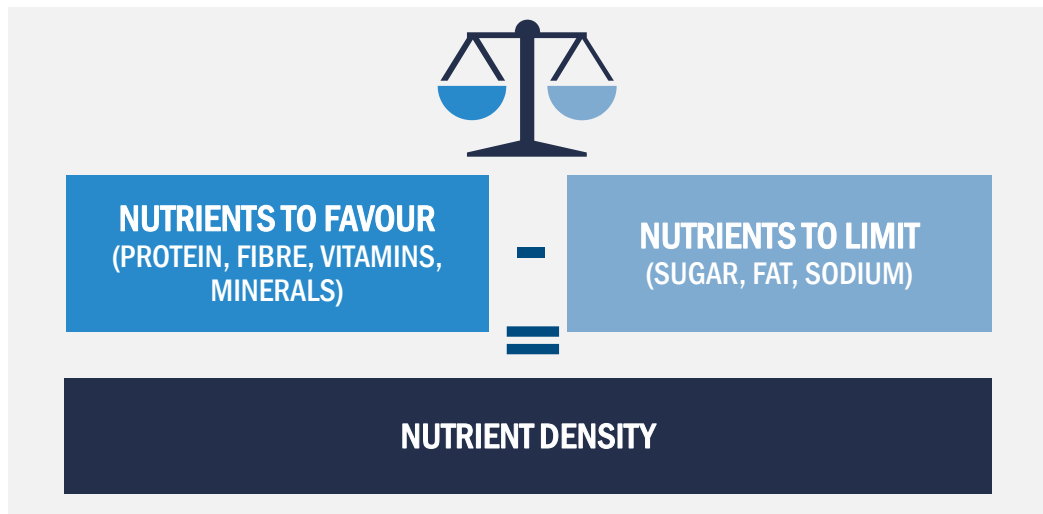 NUTRIENTS TO FAVOUR
(PROTEIN, FIBRE, VITAMINS,
MINERALS)
-
NUTRIENTS TO LIMIT
(SUGAR, FAT, SODIUM)
=
NUTRIENT DENSITY